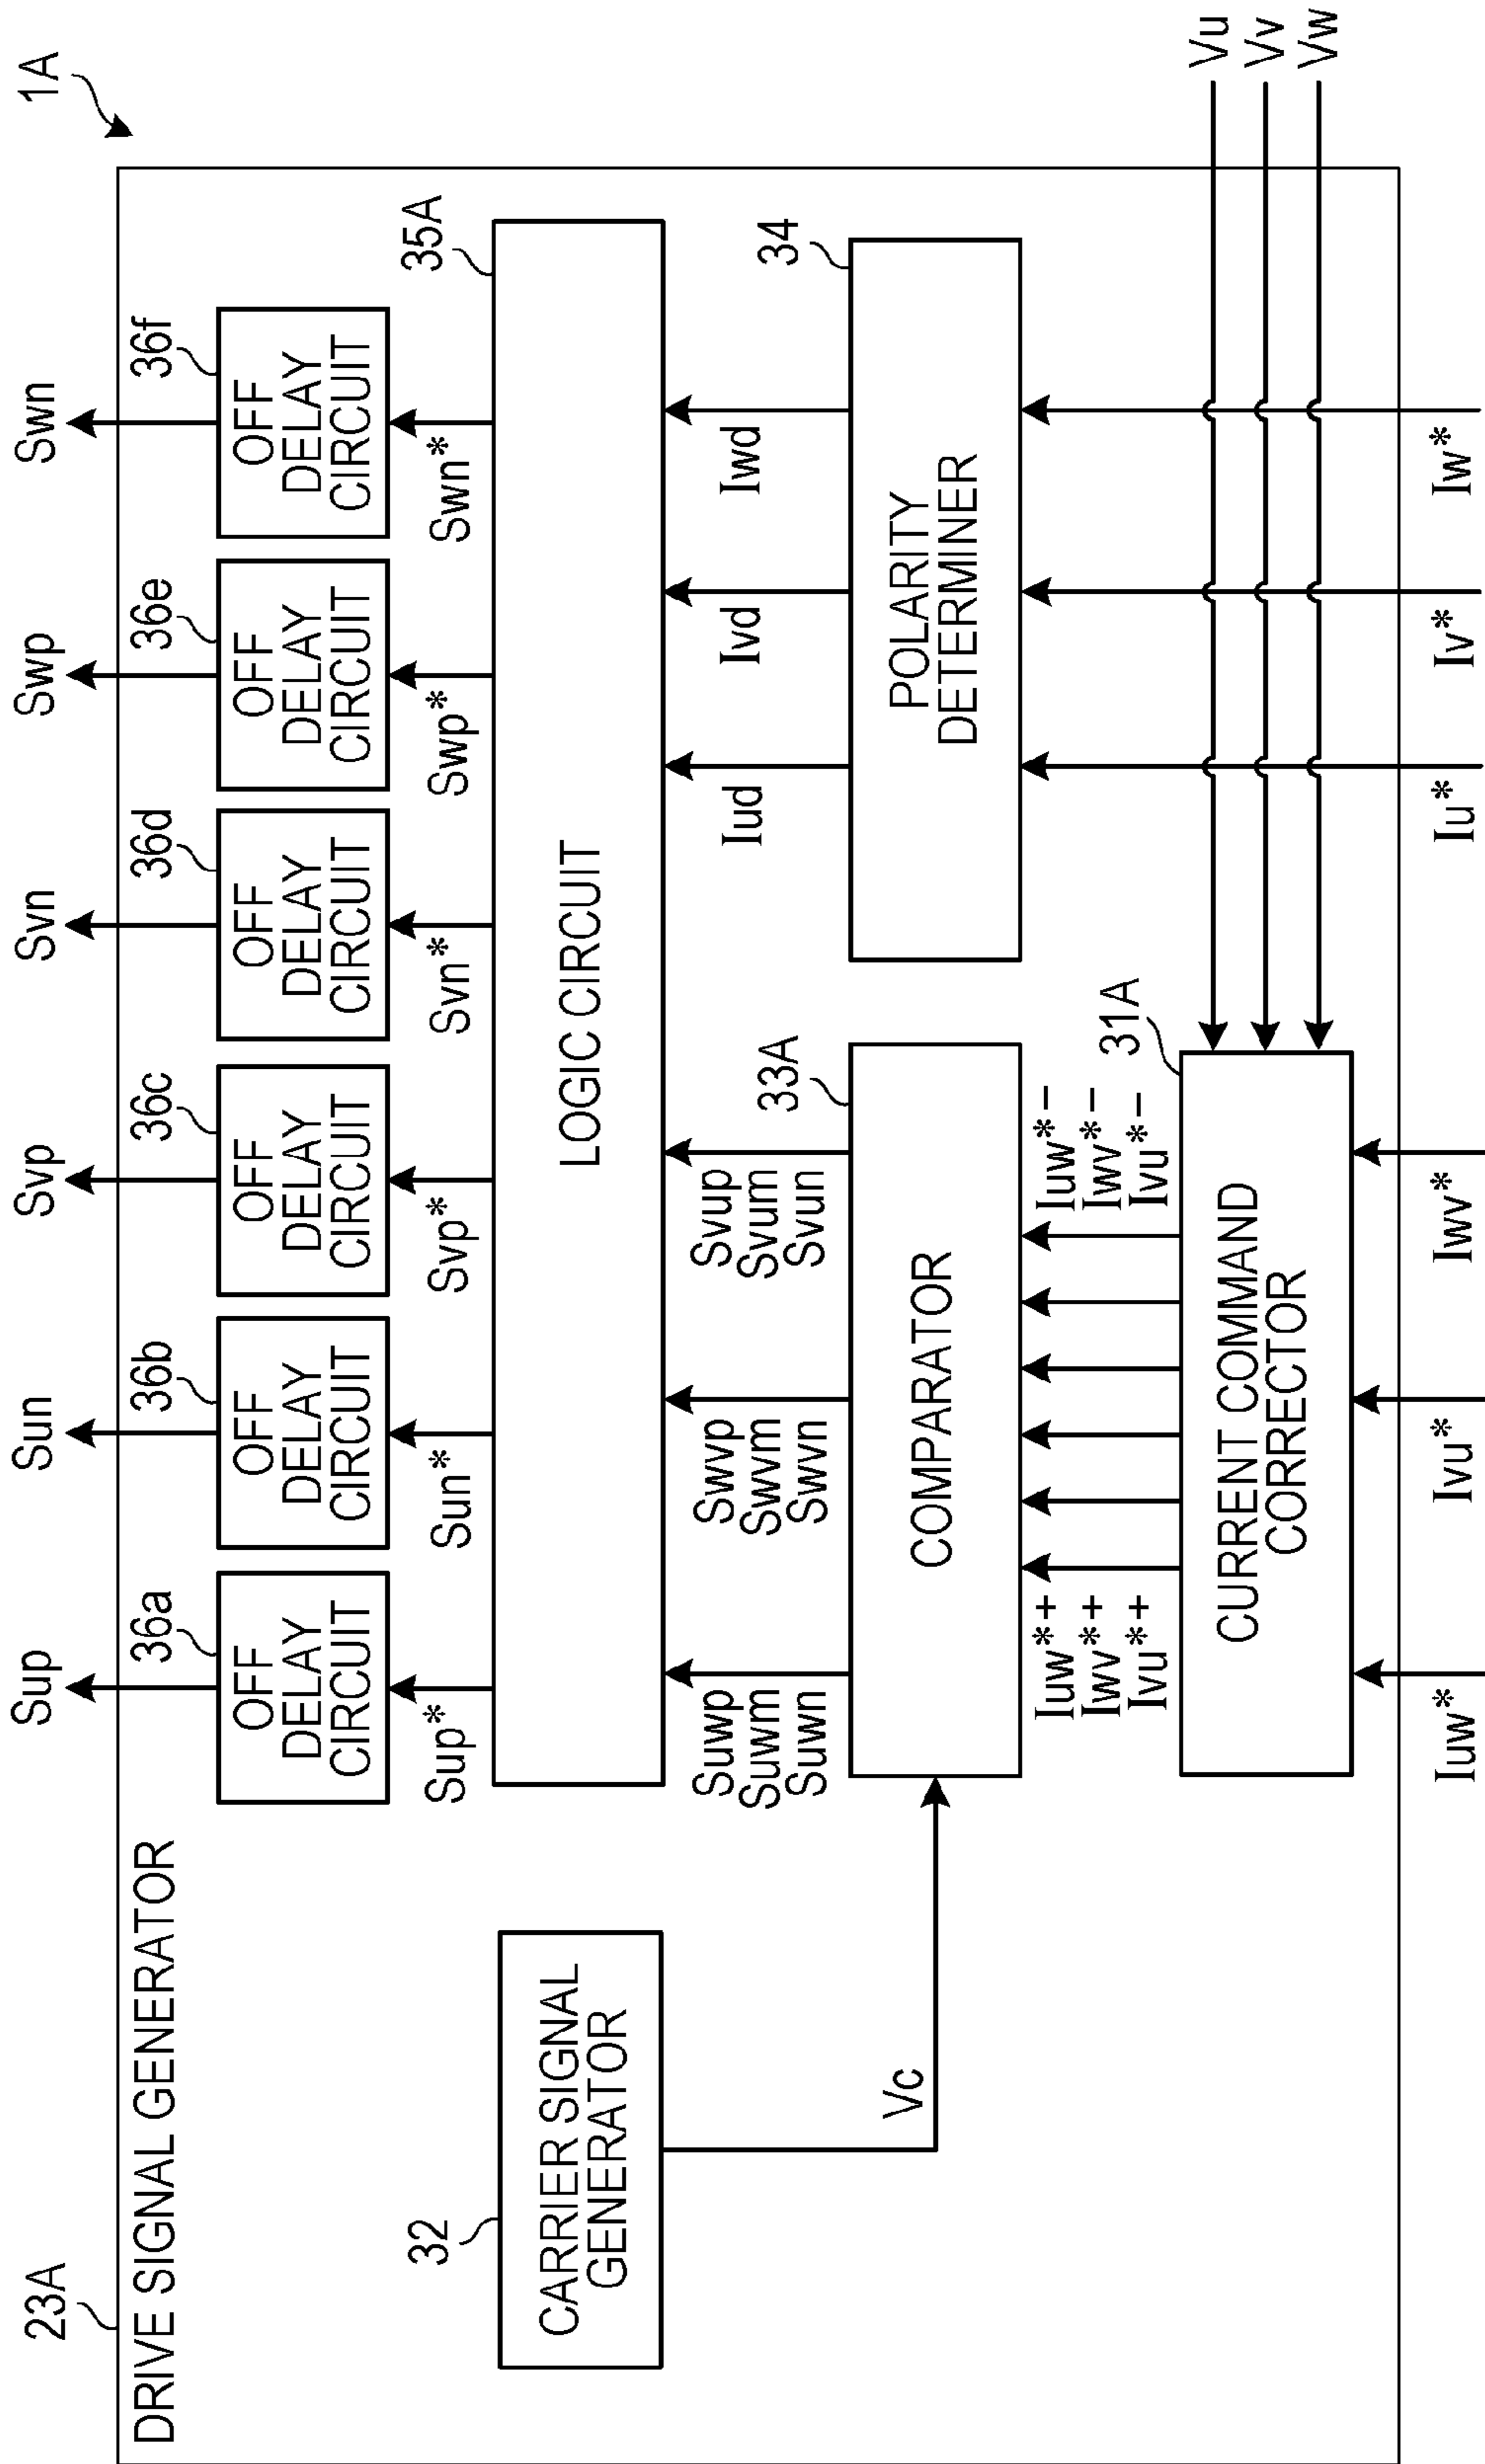 1A
23A
DRIVE SIGNAL GENERATOR
Sup
Sun
Svp
Svn
Swp
Swn
36a
36b
36c
36d
36e
36f
OFF
DELAY
CIRCUIT
OFF
DELAY
CIRCUIT
OFF
DELAY
CIRCUIT
OFF
DELAY
CIRCUIT
OFF
DELAY
CIRCUIT
OFF
DELAY
CIRCUIT
Sup*
Sun*
Svp*
Svn*
Swp*
Swn*
35A
LOGIC CIRCUIT
32
CARRIER SIGNAL
GENERATOR
Vc
Suwp
Suwm
Suwn
Swvp
Swvm
Swvn
Svup
Svum
Svun
Iud
Ivd
Iwd
33A
COMPARATOR
34
POLARITY
DETERMINER
Iuw*+
Iwv*+
Ivu*+
Iuw*−
Iwv*−
Ivu*−
31A
CURRENT COMMAND
CORRECTOR
Vu
Vv
Vw
Iuw*
Ivu*
Iwv*
Iu*
Iv*
Iw*